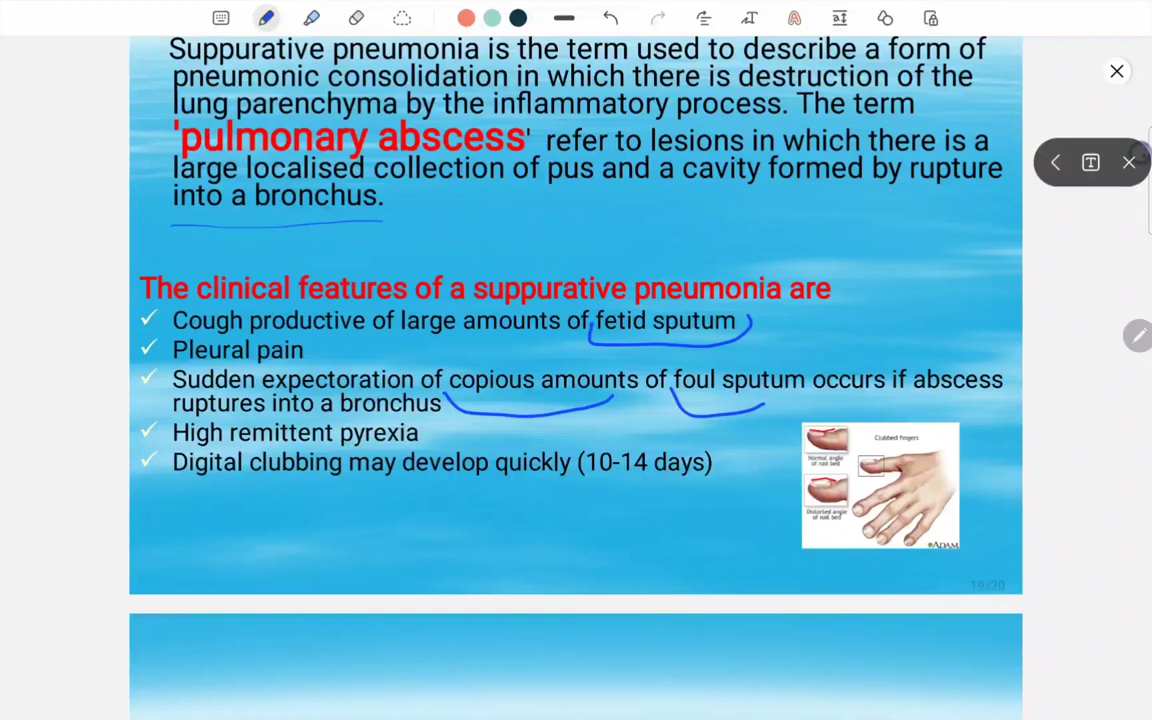 Suppurative pneumonia is the term used to describe a form of
pneumonic consolidation in which there is destruction of the
lung parenchyma by the inflammatory process. The term
'pulmonary abscess' refer to lesions in which there is a
large localised collection of pus and a cavity formed by rupture
into a bronchus.
The clinical features of a suppurative pneumonia are
Cough productive of large amounts of fetid sputum
Pleural pain
Sudden expectoration of copious amounts of foul sputum occurs if abscess
ruptures into a bronchus
High remittent pyrexia
Digital clubbing may develop quickly (10-14 days)
Clubbed fingers
Normal angle
of nail bed
Distorted angle
of nail bed
ADAM
19/20